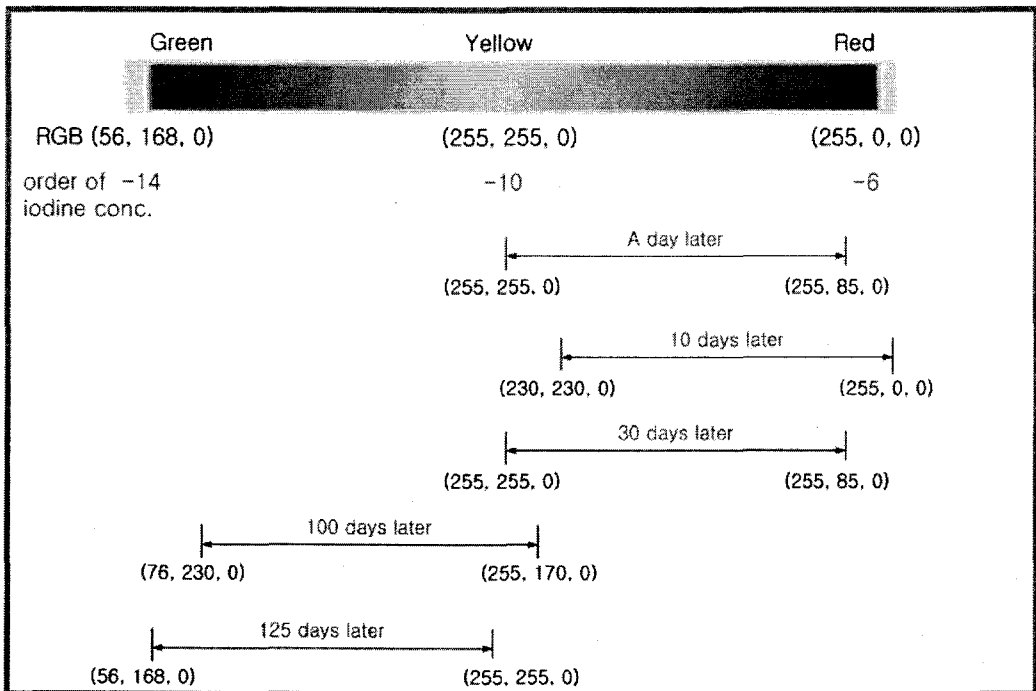 Green Yellow Red
RGB (56, 168, 0) (255, 255, 0) (255, 0, 0)
order of -14 -10 -6
iodine conc.
A day later
(255, 255, 0) (255, 85, 0)
10 days later
(230, 230, 0) (255, 0, 0)
30 days later
(255, 255, 0) (255, 85, 0)
100 days later
(76, 230, 0) (255, 170, 0)
125 days later
(56, 168, 0) (255, 255, 0)